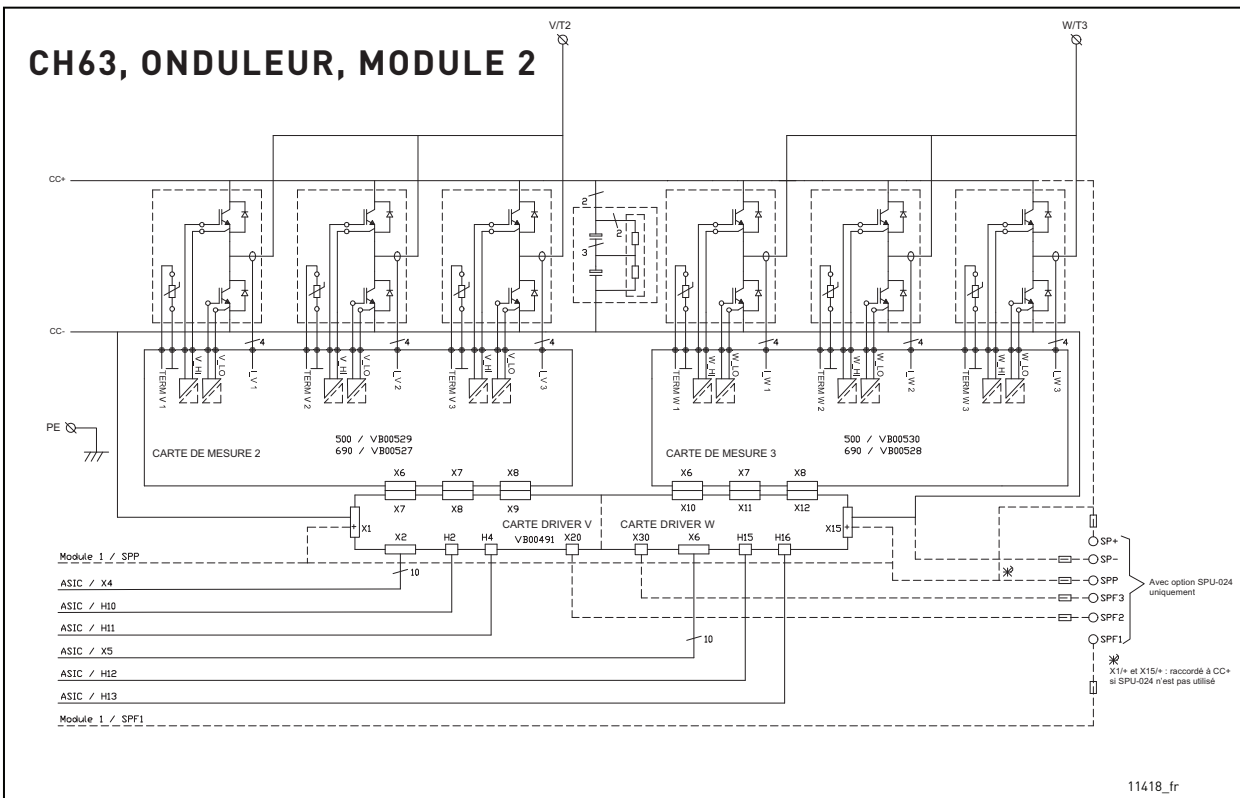 V/T2
W/T3
CH63, ONDULEUR, MODULE 2
CC+
2
2
3
CC-
4
4
4
4
4
4
TERM V 1
V_HI
V_LO
I_V 1
TERM V 2
V_HI
V_LO
I_V 2
TERM V 3
V_HI
V_LO
I_V 3
TERM W 1
W_HI
W_LO
I_W 1
TERM W 2
W_HI
W_LO
I_W 2
TERM W 3
W_HI
W_LO
I_W 3
PE
CARTE DE MESURE 2
500 / VB00529
690 / VB00527
CARTE DE MESURE 3
500 / VB00530
690 / VB00528
X6 X7 X8
X7 X8 X9
X6 X7 X8
X10 X11 X12
+ X1
CARTE DRIVER V
VB00491
CARTE DRIVER W
X15 +
X2 H2 H4 X20 X30 X6 H15 H16
Module 1 / SPP
10
ASIC / X4
ASIC / H10
ASIC / H11
10
ASIC / X5
ASIC / H12
ASIC / H13
Module 1 / SPF1
SP+
SP-
SPP
SPF3
SPF2
SPF1
Avec option SPU-024
uniquement
X1/+ et X15/+ : raccordé à CC+
si SPU-024 n'est pas utilisé
11418_fr